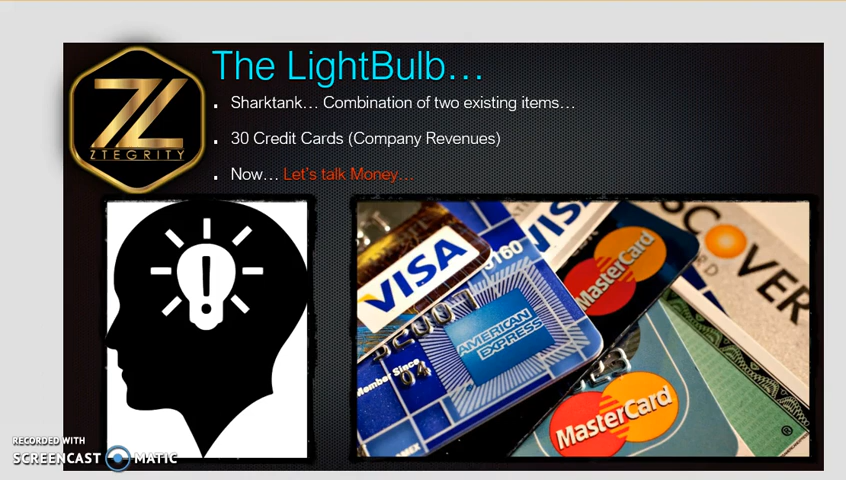 The LightBulb...
ZTEGRITY
Sharktank... Combination of two existing items...
30 Credit Cards (Company Revenues)
Now... Let's talk Money...
VISA
VISA
MasterCard
DISCOVER
AMERICAN
EXPRESS
Member Since
04
MasterCard
RECORDED WITH
SCREENCAST MATIC